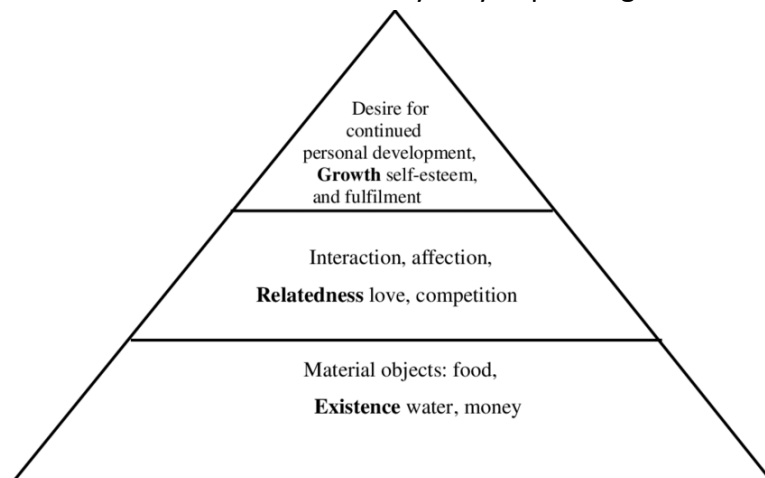 Desire for
continued
personal development,
Growth self-esteem,
and fulfilment
Interaction, affection,
Relatedness love, competition
Material objects: food,
Existence water, money